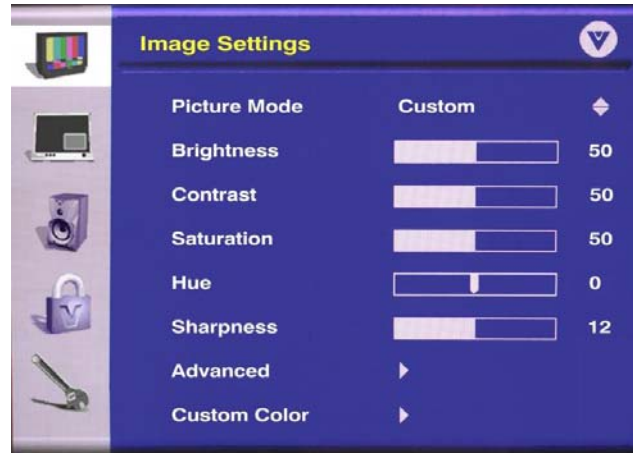 Image Settings
Picture Mode Custom
Brightness 50
Contrast 50
Saturation 50
Hue 0
Sharpness 12
Advanced
Custom Color